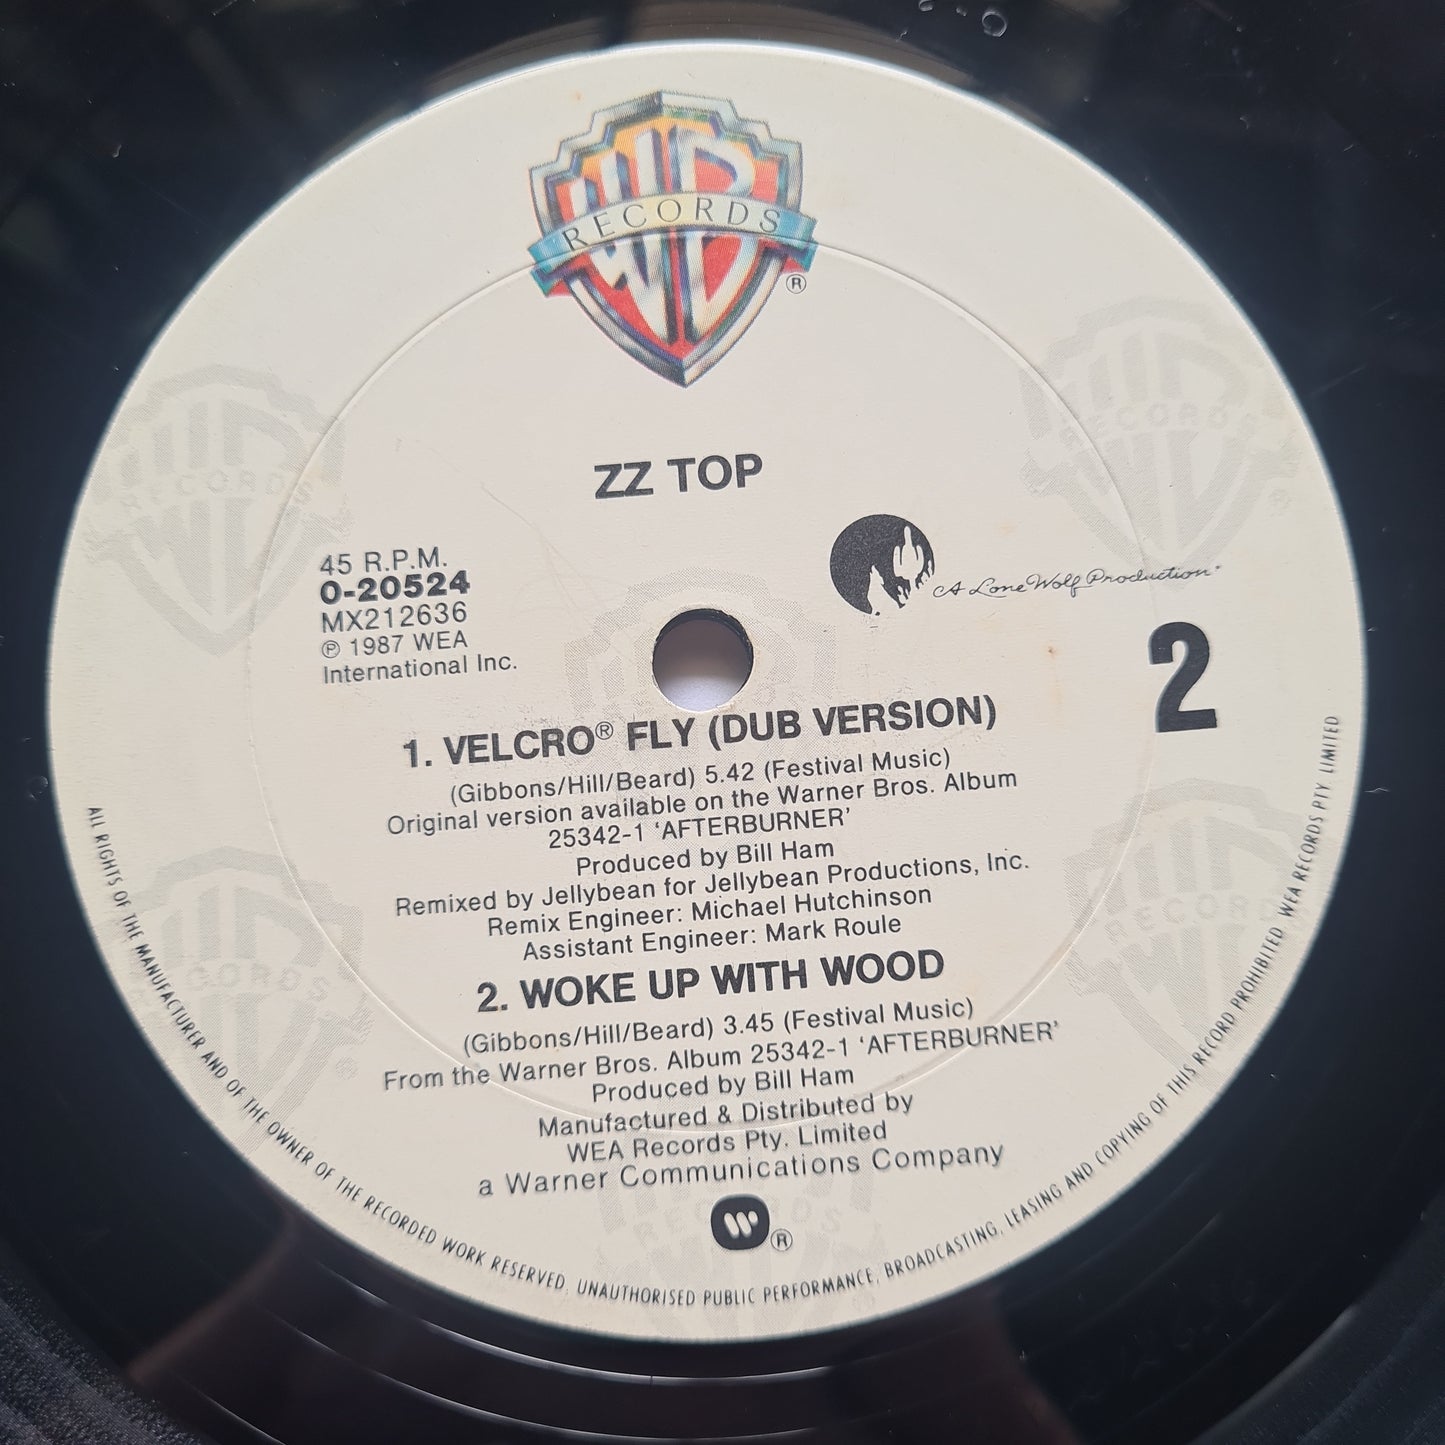 WB
RECORDS
®
ZZ TOP
45 R.P.M.
0-20524
MX212636
℗ 1987 WEA
International Inc.
A Lone Wolf Production
2
1. VELCRO® FLY (DUB VERSION)
(Gibbons/Hill/Beard) 5.42 (Festival Music)
Original version available on the Warner Bros. Album
25342-1 ‘AFTERBURNER’
Produced by Bill Ham
Remixed by Jellybean for Jellybean Productions, Inc.
Remix Engineer: Michael Hutchinson
Assistant Engineer: Mark Roule
2. WOKE UP WITH WOOD
(Gibbons/Hill/Beard) 3.45 (Festival Music)
From the Warner Bros. Album 25342-1 ‘AFTERBURNER’
Produced by Bill Ham
Manufactured & Distributed by
WEA Records Pty. Limited
a Warner Communications Company
®
ALL RIGHTS OF THE MANUFACTURER AND OF THE OWNER OF THE RECORDED WORK RESERVED. UNAUTHORISED PUBLIC PERFORMANCE, BROADCASTING, LEASING AND COPYING OF THIS RECORD PROHIBITED WEA RECORDS PTY. LIMITED